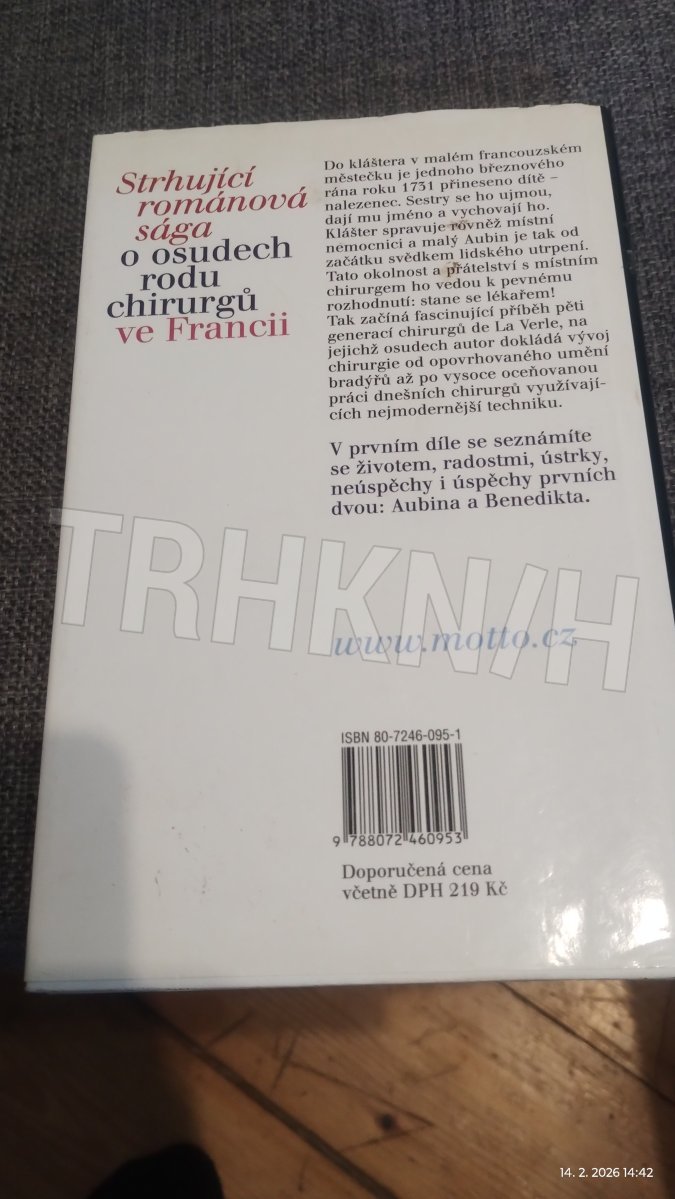 Strhující
románová
sága
o osudech
rodu
chirurgů
ve Francii
Do kláštera v malém francouzském
městečku je jednoho březnového
rána roku 1731 přineseno dítě –
nalezenec. Sestry se ho ujmou,
dají mu jméno a vychovají ho.
Klášter spravuje rovněž místní
nemocnici a malý Aubin je tak od
začátku svědkem lidského utrpení.
Tato okolnost a přátelství s místním
chirurgem ho vedou k pevnému
rozhodnutí: stane se lékařem!
Tak začíná fascinující příběh pěti
generací chirurgů de La Verle, na
jejichž osudech autor dokládá vývoj
chirurgie od opovrhovaného umění
bradýřů až po vysoce oceňovanou
práci dnešních chirurgů využívají-
cích nejmodernější techniku.
V prvním díle se seznámíte
se životem, radostmi, ústrky,
neúspěchy i úspěchy prvních
dvou: Aubina a Benedikta.
TRHKN/H
www.motto.cz
ISBN 80-7246-095-1
9 788072 460953
Doporučená cena
včetně DPH 219 Kč
14. 2. 2026 14:42